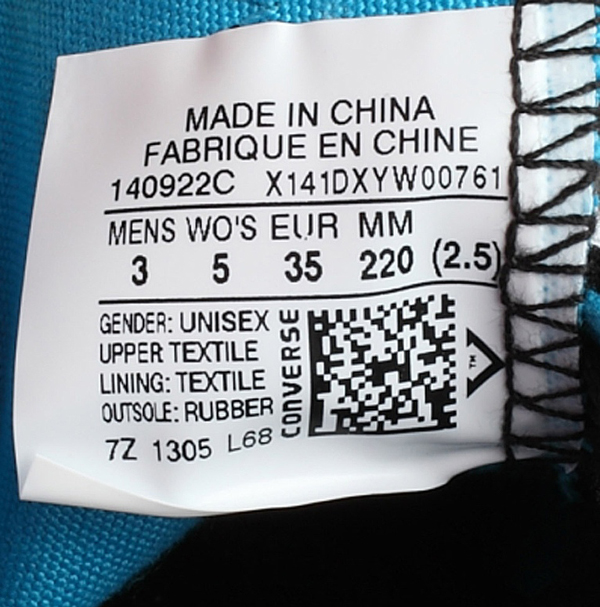 MADE IN CHINA
FABRIQUE EN CHINE
140922C X141DXYW00761
MENS WO'S EUR MM
3 5 35 220 (2.5)
GENDER: UNISEX
UPPER TEXTILE
LINING: TEXTILE
OUTSOLE: RUBBER
7Z 1305 L68
CONVERSE
TM